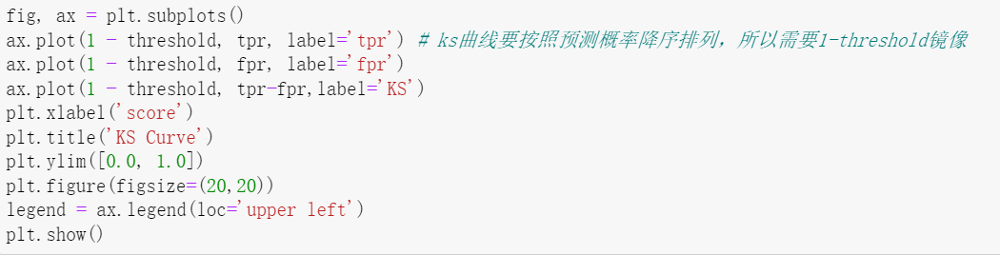 fig, ax = plt.subplots()
ax.plot(1 - threshold, tpr, label='tpr') # ks曲线要按照预测概率降序排列，所以需要1-threshold镜像
ax.plot(1 - threshold, fpr, label='fpr')
ax.plot(1 - threshold, tpr-fpr,label='KS')
plt.xlabel('score')
plt.title('KS Curve')
plt.ylim([0.0, 1.0])
plt.figure(figsize=(20,20))
legend = ax.legend(loc='upper left')
plt.show()